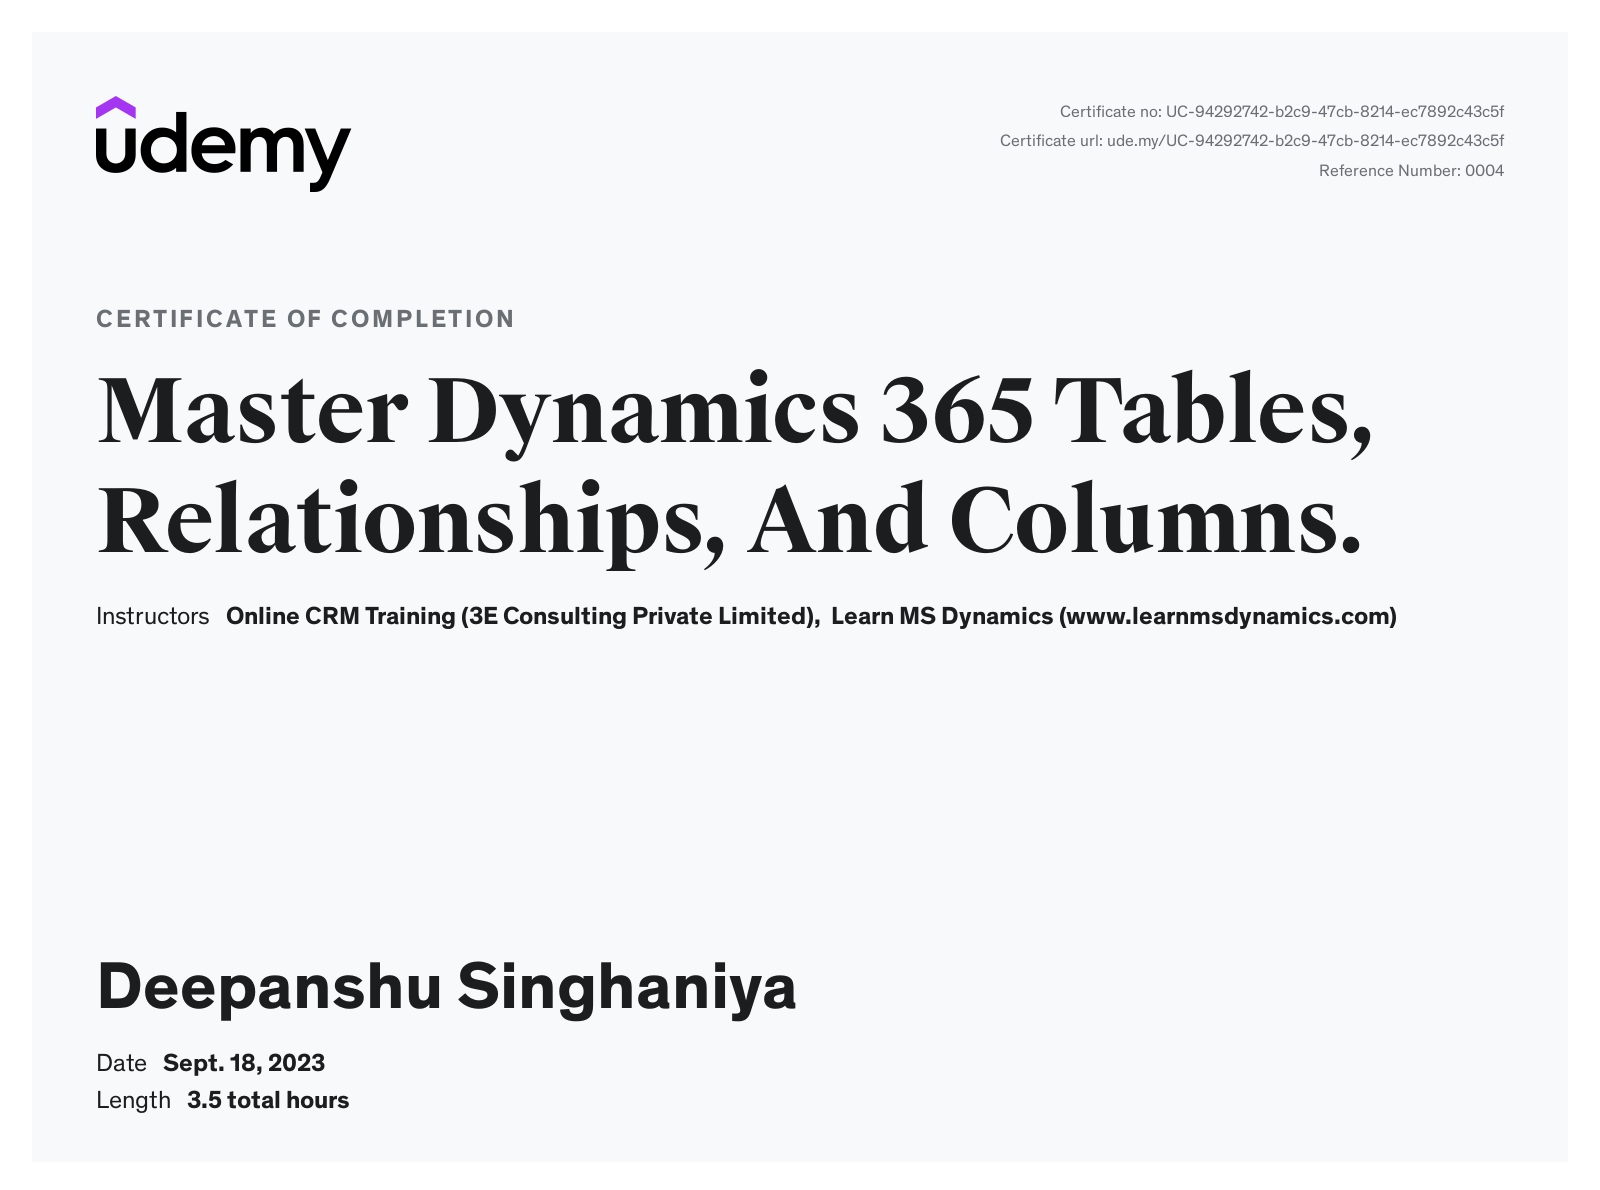 udemy
Certificate no: UC-94292742-b2c9-47cb-8214-ec7892c43c5f
Certificate url: ude.my/UC-94292742-b2c9-47cb-8214-ec7892c43c5f
Reference Number: 0004
CERTIFICATE OF COMPLETION
Master Dynamics 365 Tables,
Relationships, And Columns.
Instructors Online CRM Training (3E Consulting Private Limited), Learn MS Dynamics (www.learnmsdynamics.com)
Deepanshu Singhaniya
Date Sept. 18, 2023
Length 3.5 total hours